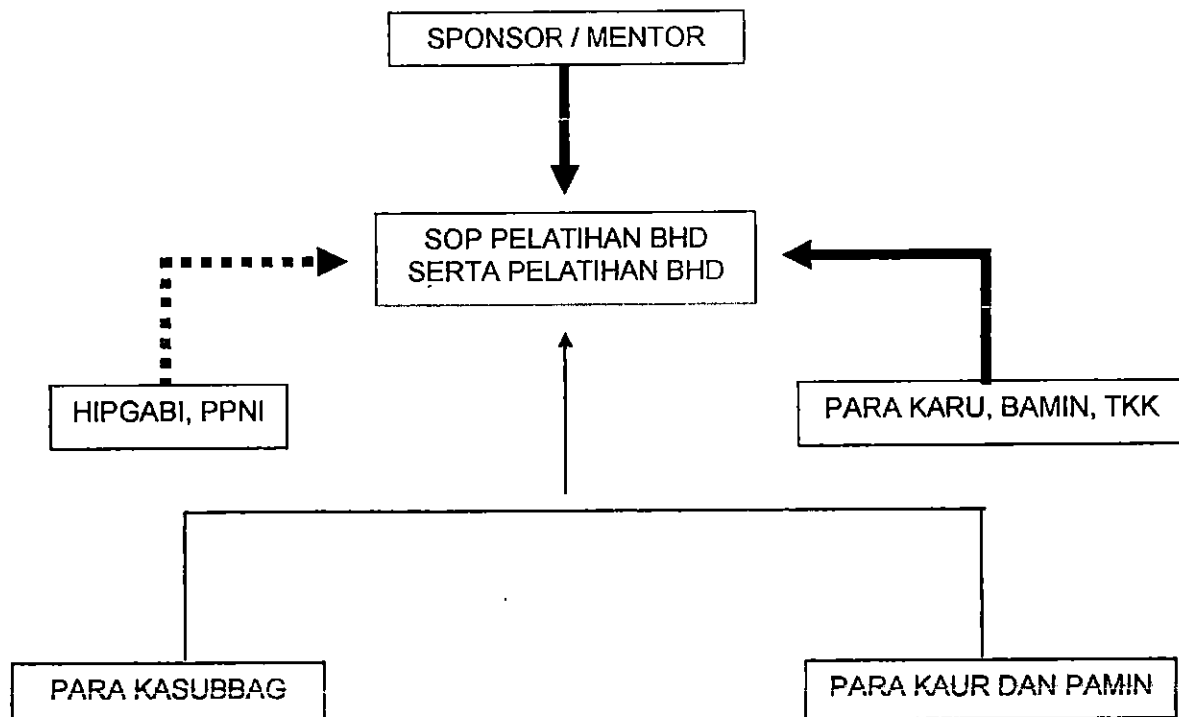 SPONSOR / MENTOR
SOP PELATIHAN BHD
SERTA PELATIHAN BHD
HIPGABI, PPNI
PARA KARU, BAMIN, TKK
PARA KASUBBAG
PARA KAUR DAN PAMIN